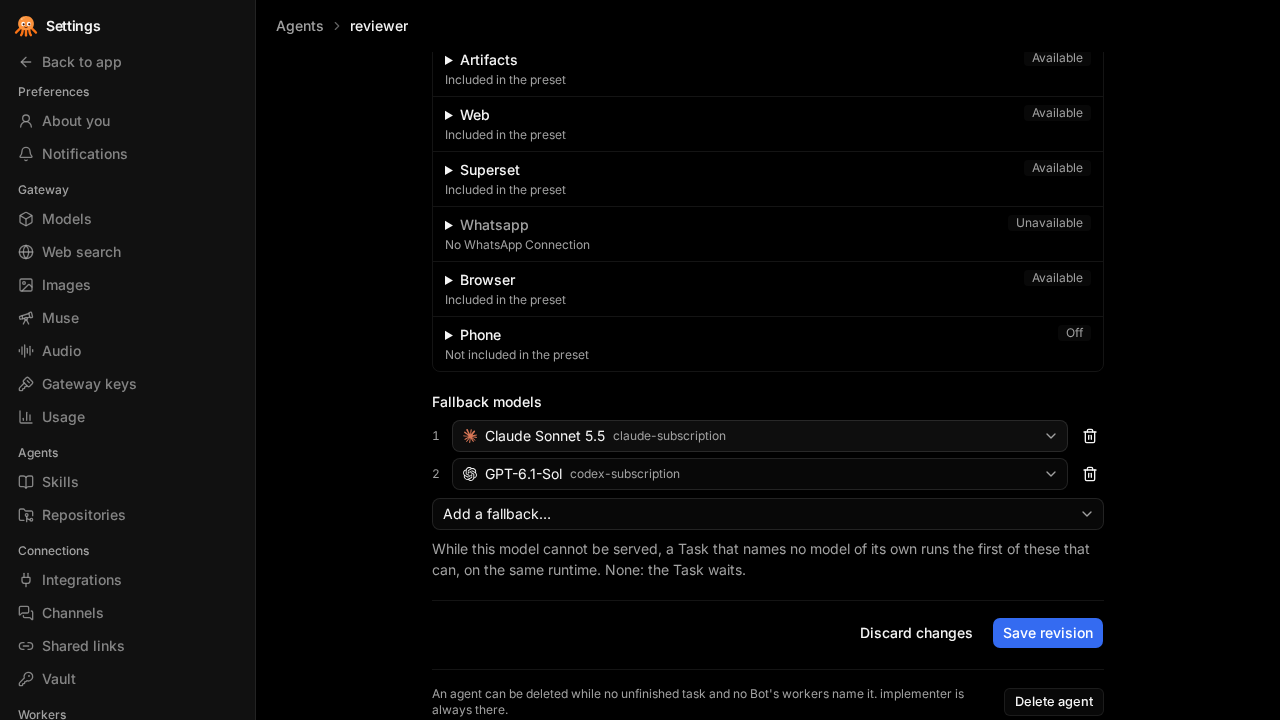 Settings
Back to app
Preferences
About you
Notifications
Gateway
Models
Web search
Images
Muse
Audio
Gateway keys
Usage
Agents
Skills
Repositories
Connections
Integrations
Channels
Shared links
Vault
Workers
Agents > reviewer
Artifacts Available
Included in the preset
Web Available
Included in the preset
Superset Available
Included in the preset
Whatsapp Unavailable
No WhatsApp Connection
Browser Available
Included in the preset
Phone Off
Not included in the preset
Fallback models
1 Claude Sonnet 5.5 claude-subscription
2 GPT-6.1-Sol codex-subscription
Add a fallback...
While this model cannot be served, a Task that names no model of its own runs the first of these that
can, on the same runtime. None: the Task waits.
Discard changes Save revision
An agent can be deleted while no unfinished task and no Bot's workers name it. implementer is
always there.
Delete agent